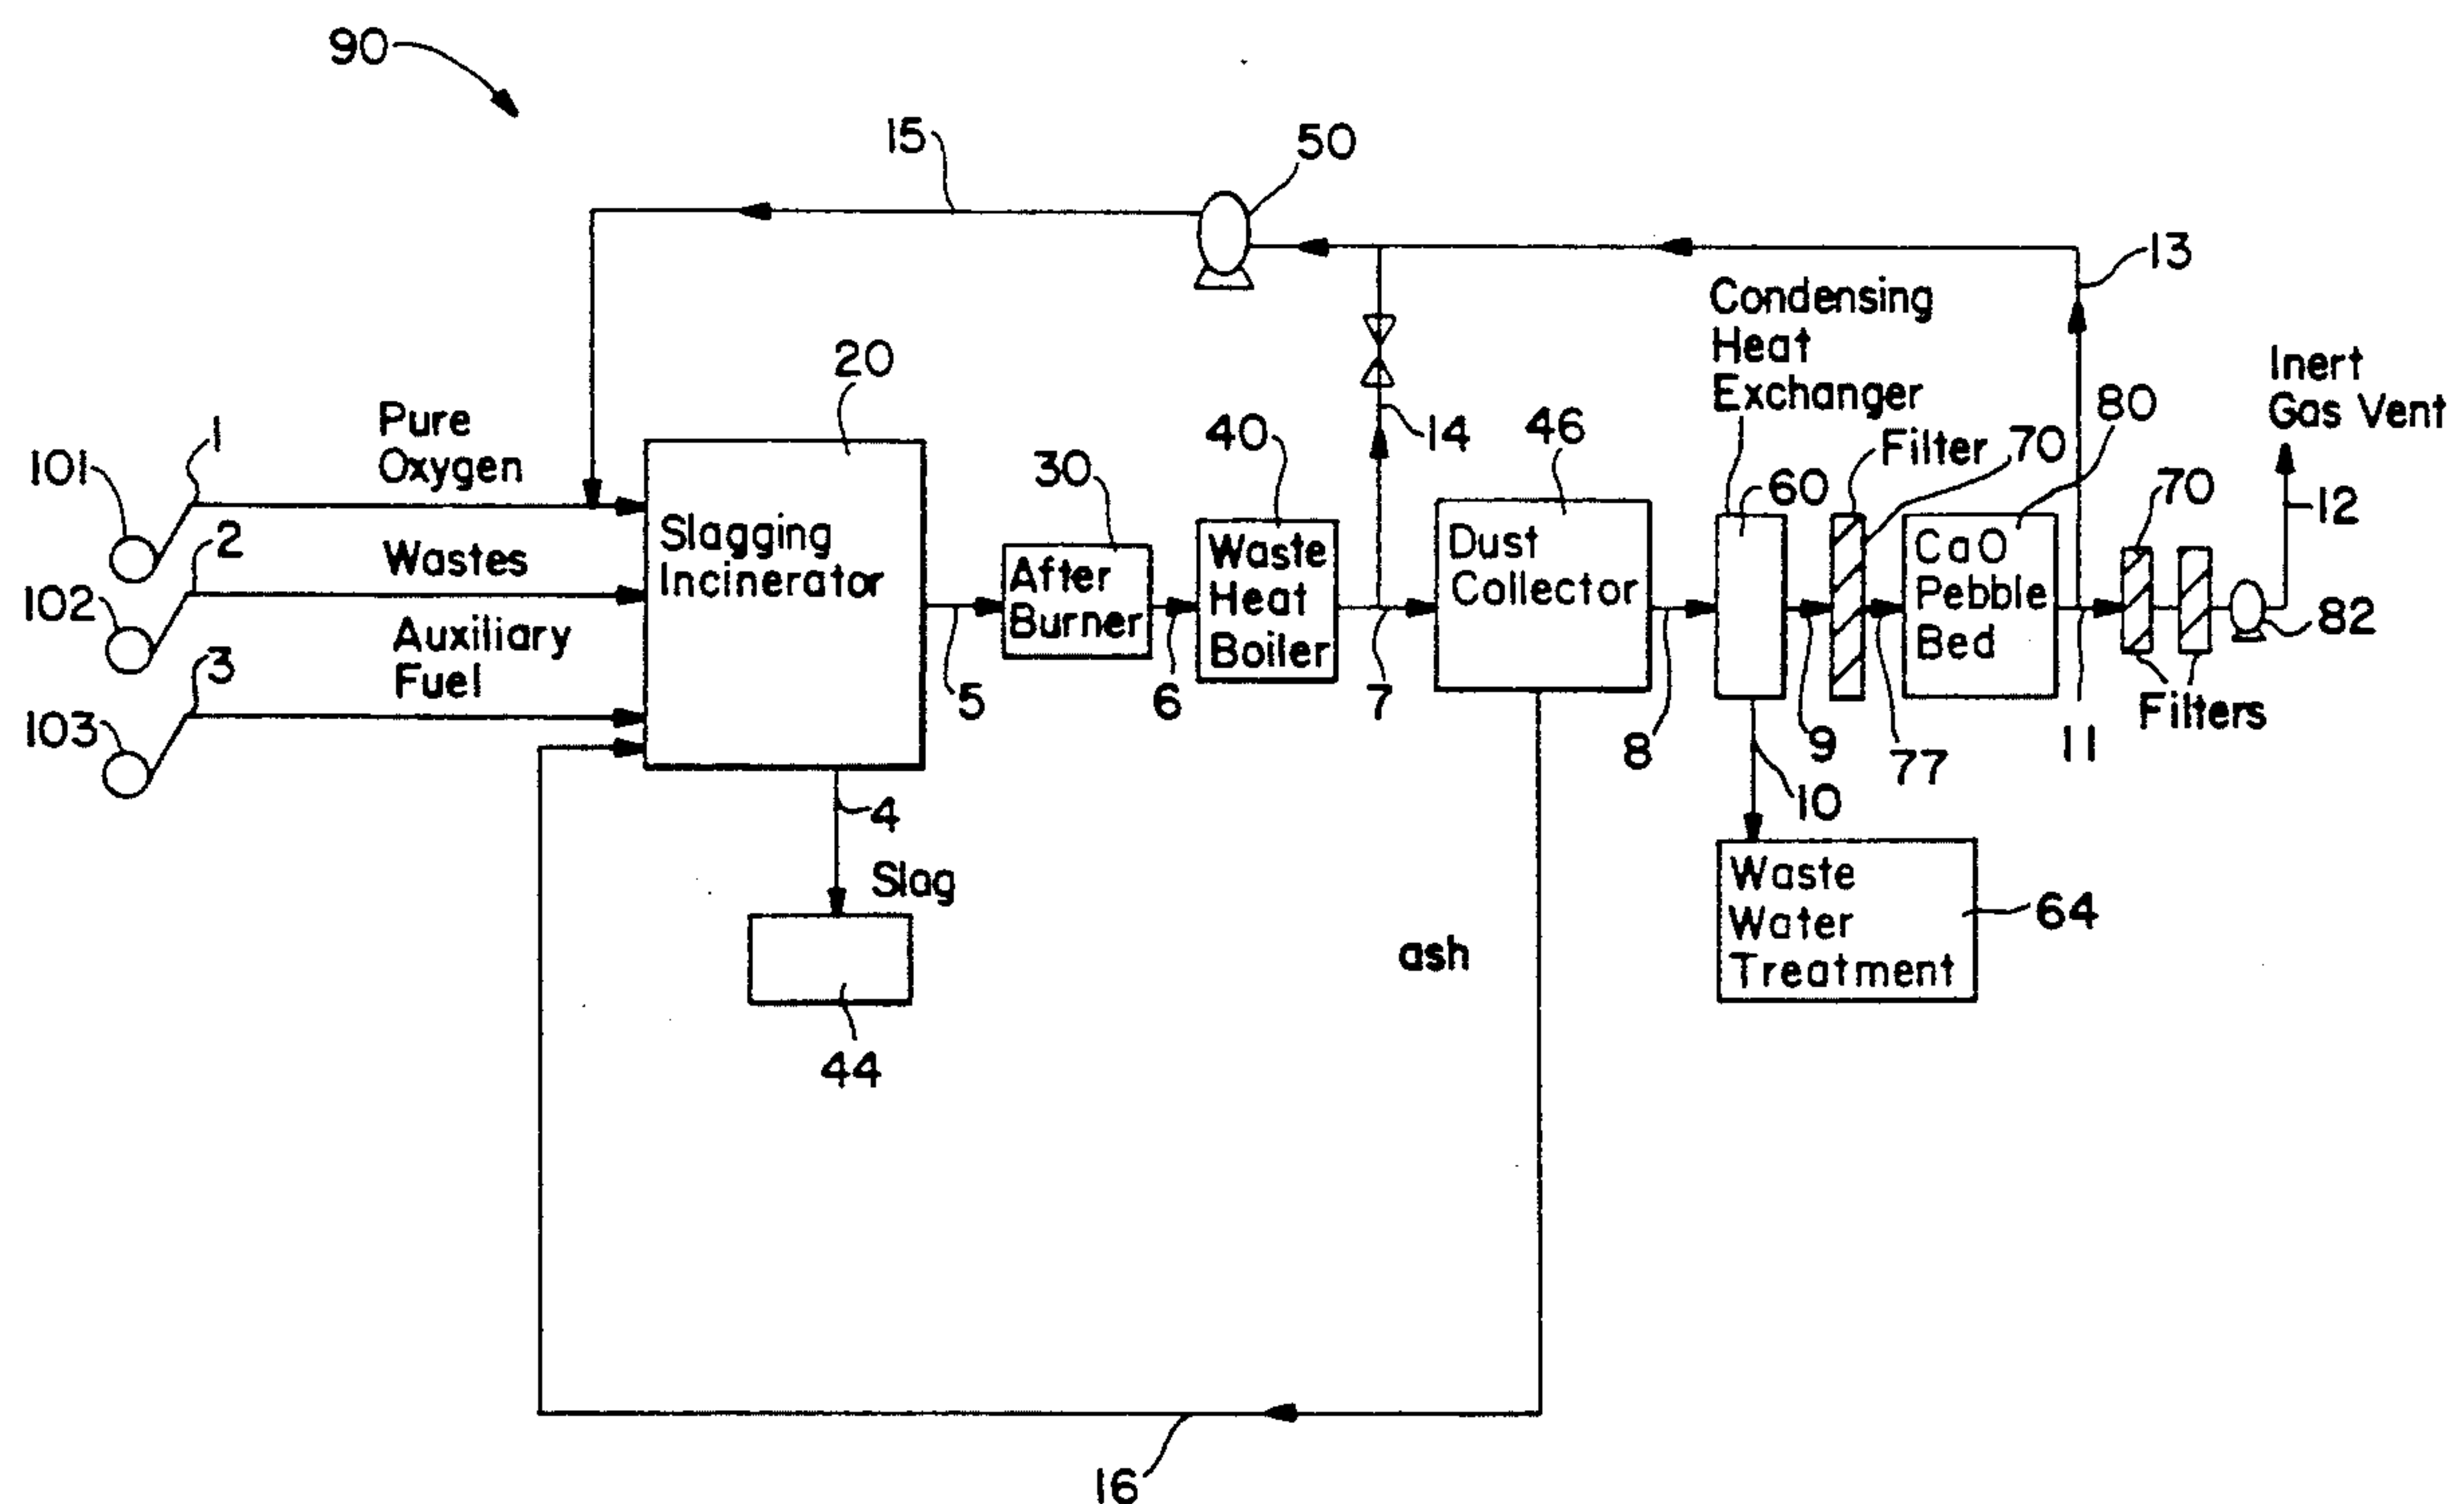 90
15
50
13
Condensing
Heat
Exchanger
Inert
Gas Vent
20
Pure
Oxygen
1
101
14
40
46
Filter
70
80
30
60
70
12
2
102
Wastes
Slagging
Incinerator
After
Burner
Waste
Heat
Boiler
Dust
Collector
CaO
Pebble
Bed
82
Auxiliary
Fuel
3
103
5
6
7
8
9
77
11
Filters
10
4
Slag
44
ash
Waste
Water
Treatment
64
16